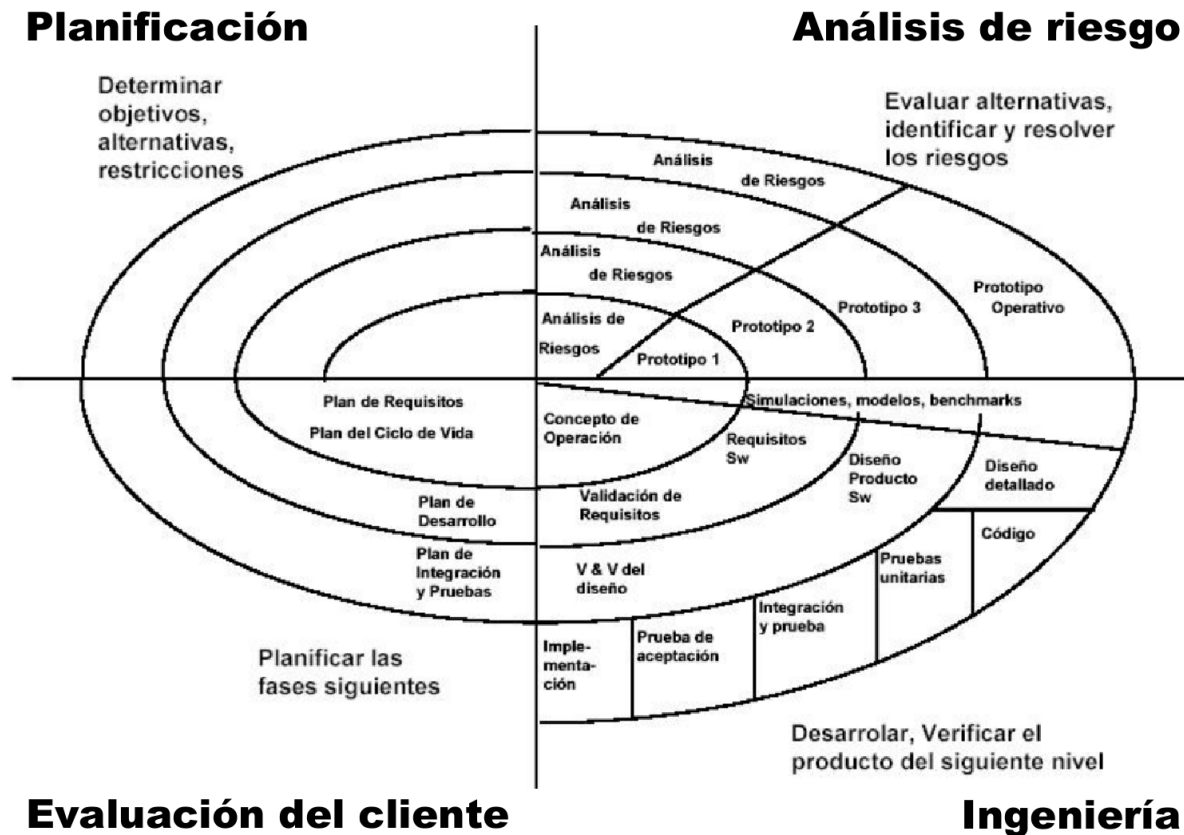 Planificación
Análisis de riesgo
Determinar
objetivos,
alternativas,
restricciones
Evaluar alternativas,
identificar y resolver
los riesgos
Análisis
de Riesgos
Análisis
de Riesgos
Análisis
de Riesgos
Análisis de
Riesgos
Prototipo 1
Prototipo 2
Prototipo 3
Prototipo
Operativo
Simulaciones, modelos, benchmarks
Plan de Requisitos
Plan del Ciclo de Vida
Concepto de
Operación
Requisitos
Sw
Diseño
Producto
Sw
Diseño
detallado
Plan de
Desarrollo
Validación de
Requisitos
Código
Plan de
Integración
y Pruebas
V & V del
diseño
Pruebas
unitarias
Integración
y prueba
Prueba de
aceptación
Imple-
menta-
ción
Planificar las
fases siguientes
Desarrolar, Verificar el
producto del siguiente nivel
Evaluación del cliente
Ingeniería